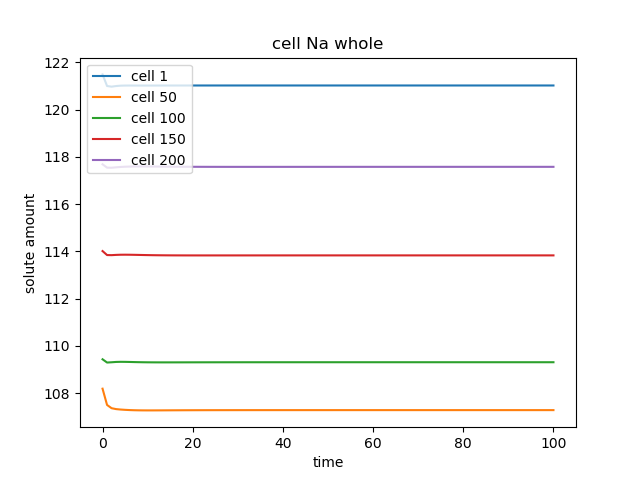 cell Na whole
122
120
118
116
114
112
110
108
solute amount
cell 1
cell 50
cell 100
cell 150
cell 200
0
20
40
60
80
100
time